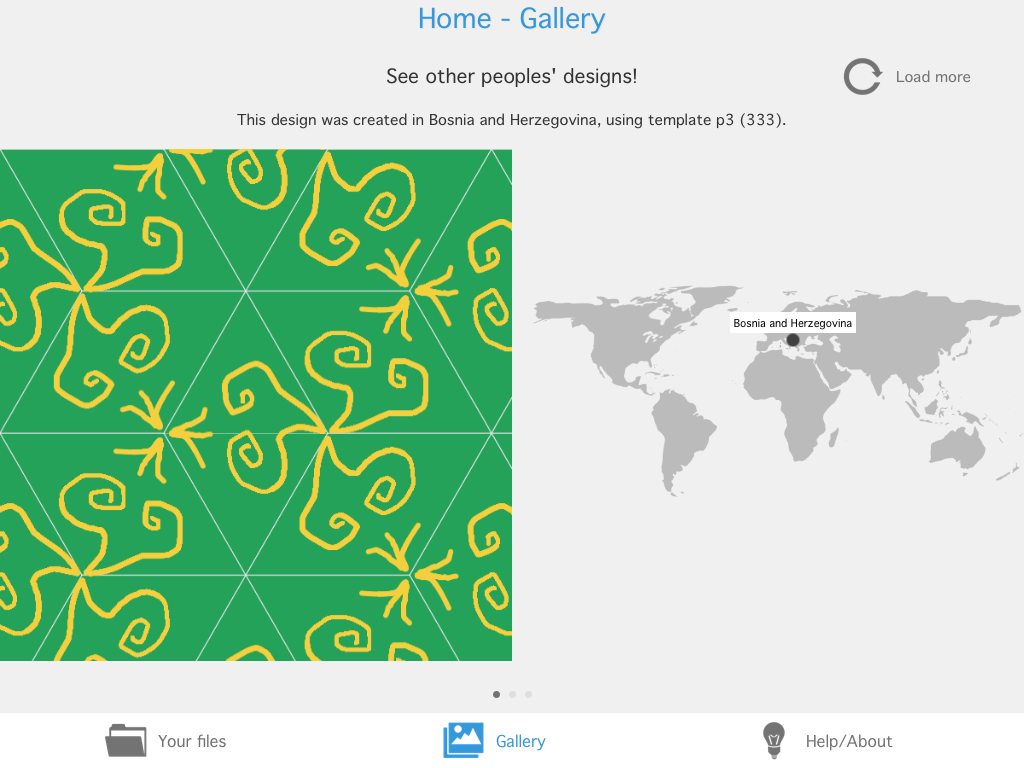 Home - Gallery
See other peoples' designs!
Load more
This design was created in Bosnia and Herzegovina, using template p3 (333).
Bosnia and Herzegovina
Your files
Gallery
Help/About